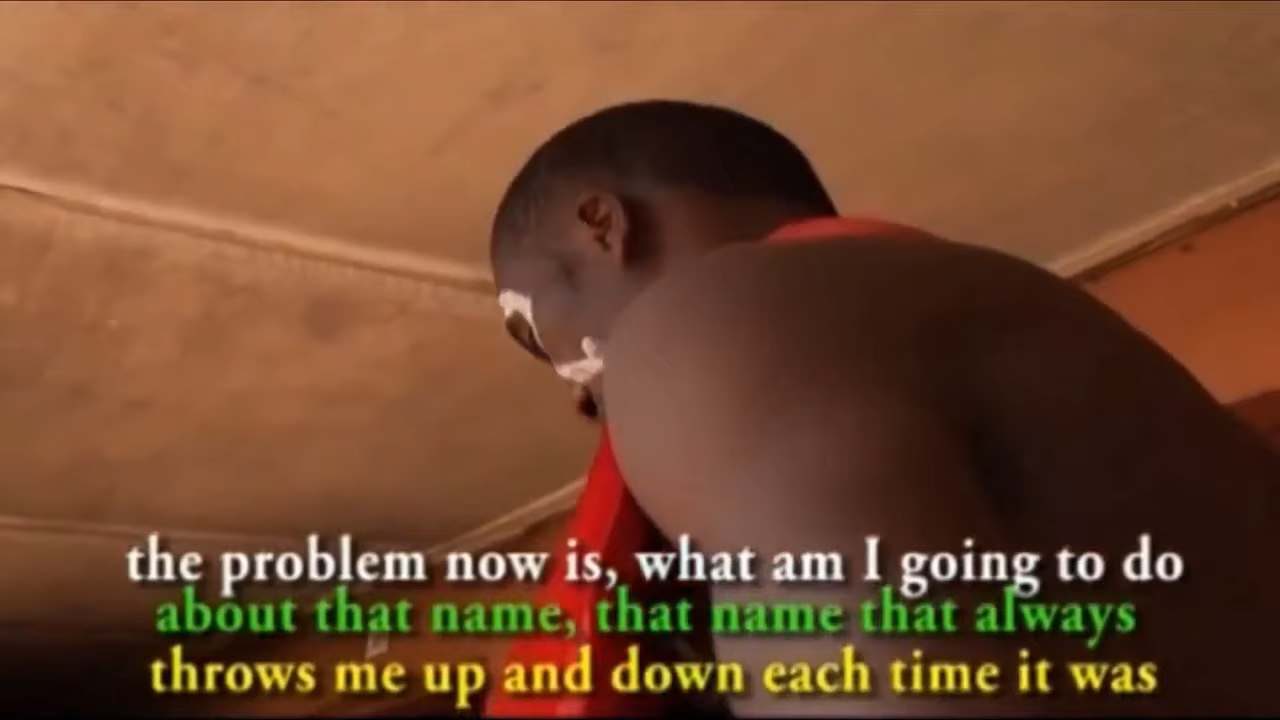 the problem now is, what am I going to do
about that name, that name that always
throws me up and down each time it was